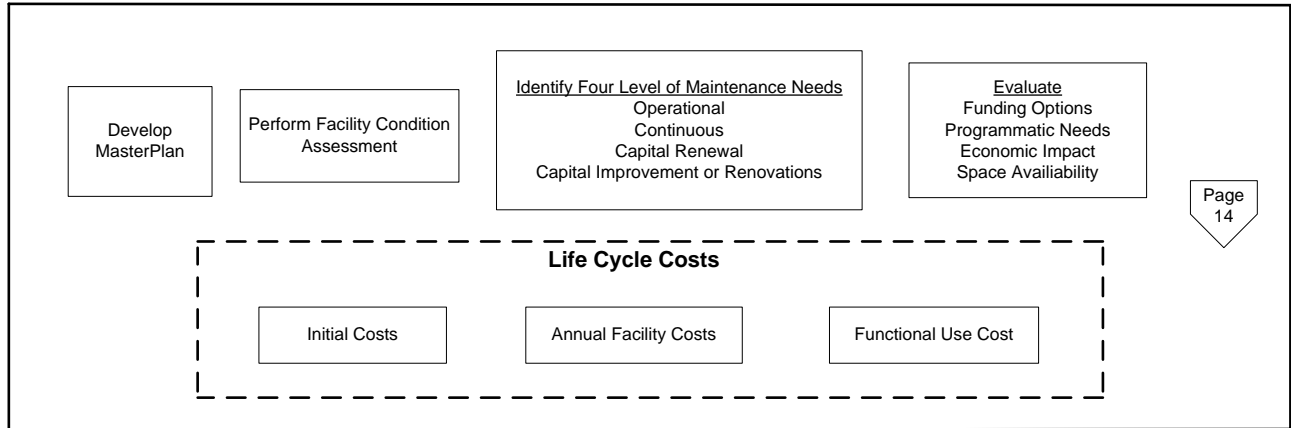 Develop
MasterPlan
Perform Facility Condition
Assessment
Identify Four Level of Maintenance Needs
Operational
Continuous
Capital Renewal
Capital Improvement or Renovations
Evaluate
Funding Options
Programmatic Needs
Economic Impact
Space Availiability
Page
14
Life Cycle Costs
Initial Costs
Annual Facility Costs
Functional Use Cost